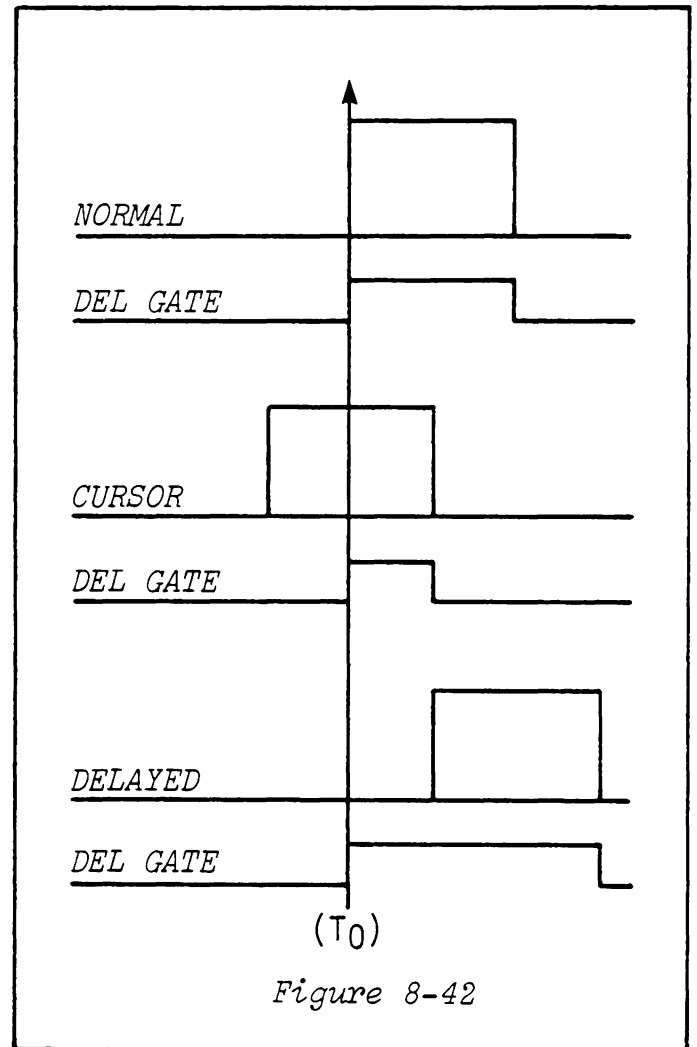 NORMAL
DEL GATE
CURSOR
DEL GATE
DELAYED
DEL GATE
(T0)
Figure 8-42